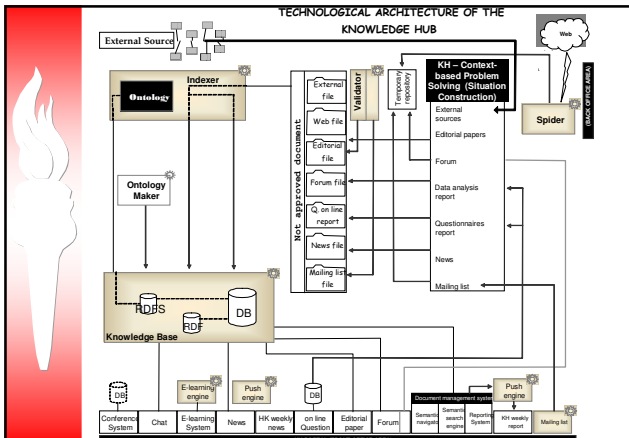 TECHNOLOGICAL ARCHITECTURE OF THE
KNOWLEDGE HUB
External Source
Web
Indexer
Ontology
Not approved document
External
file
Web file
Editorial
file
Forum file
Q. on line
report
News file
Mailing list
file
Validator
Temporary
repository
KH – Context-
based Problem
Solving (Situation
Construction)
External
sources
Editorial papers
Forum
Data analysis
report
Questionnaires
report
News
Mailing list
Spider
(BACK OFFICE AREA)
Ontology
Maker
RDFS
RDF
DB
Knowledge Base
DB
E-learning
engine
Push
engine
DB
Document management system
Push
engine
Conference
System
Chat
E-learning
System
News
HK weekly
news
on line
Question
Editorial
paper
Forum
Semantic
navigato
Semantic
search
engine
Reporting
System
KH weekly
report
Mailing list